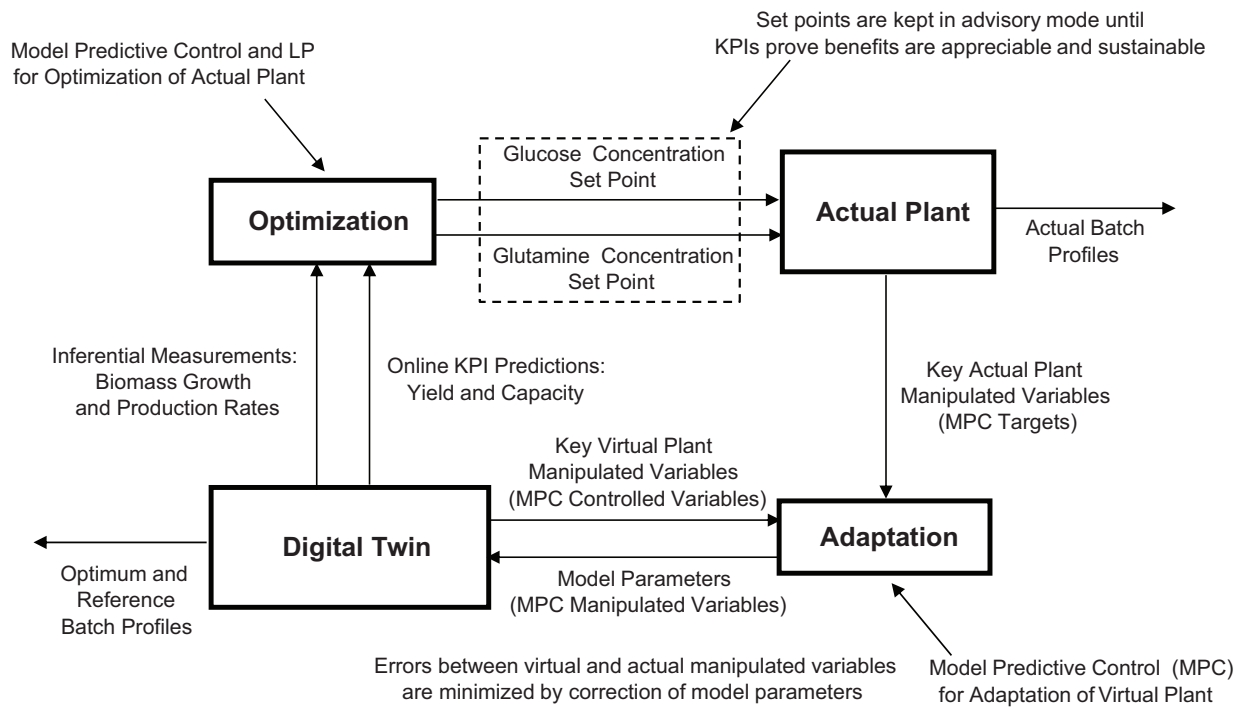 Set points are kept in advisory mode until
KPIs prove benefits are appreciable and sustainable
Model Predictive Control and LP
for Optimization of Actual Plant
Glucose Concentration
Set Point
Optimization
Actual Plant
Glutamine Concentration
Set Point
Actual Batch
Profiles
Inferential Measurements:
Biomass Growth
and Production Rates
Online KPI Predictions:
Yield and Capacity
Key Actual Plant
Manipulated Variables
(MPC Targets)
Key Virtual Plant
Manipulated Variables
(MPC Controlled Variables)
Digital Twin
Adaptation
Optimum and
Reference
Batch Profiles
Model Parameters
(MPC Manipulated Variables)
Errors between virtual and actual manipulated variables
are minimized by correction of model parameters
Model Predictive Control (MPC)
for Adaptation of Virtual Plant